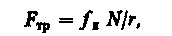 Fтр = fк N/r,